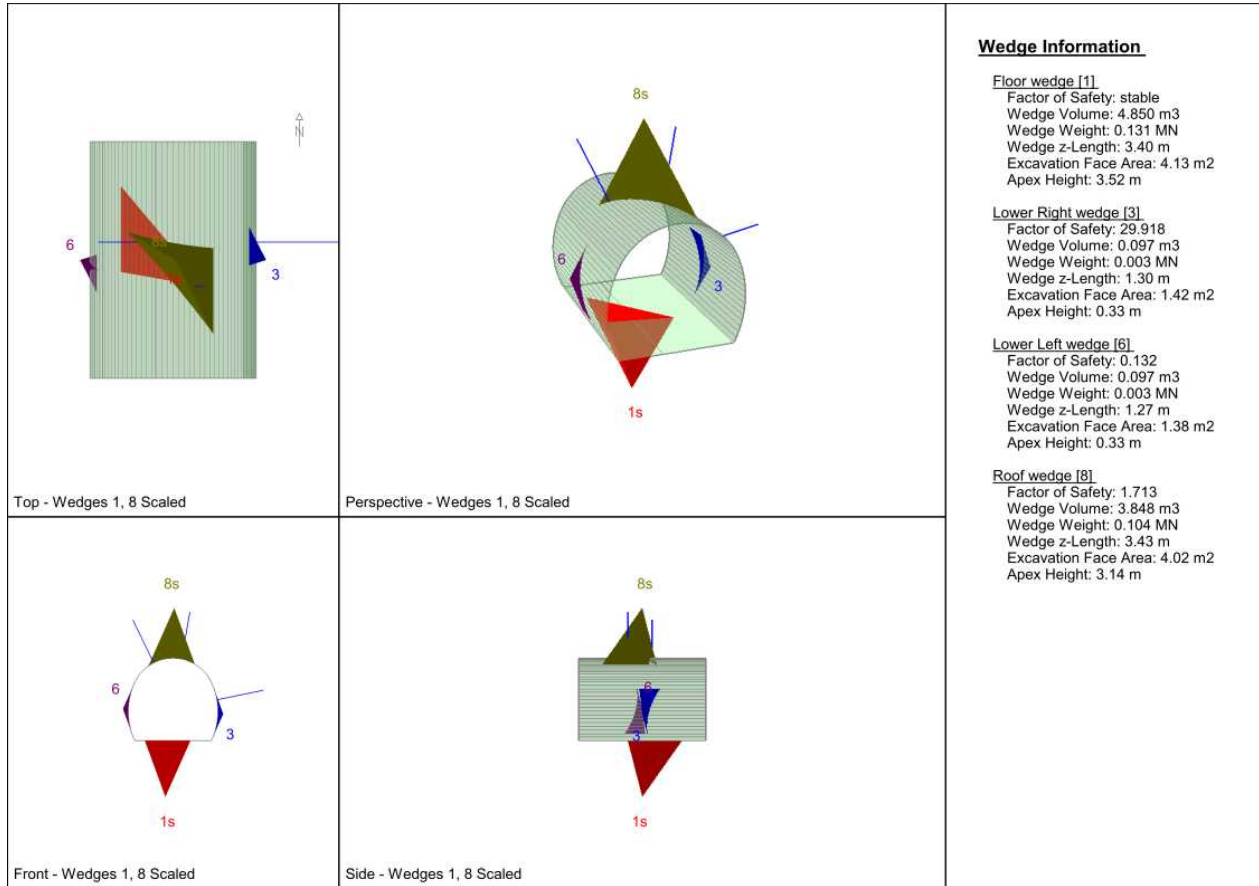 8s
N
6
8s
1s
3
Top - Wedges 1, 8 Scaled
8s
6
3
1s
Perspective - Wedges 1, 8 Scaled
8s
6
3
1s
Front - Wedges 1, 8 Scaled
8s
6
3
1s
Side - Wedges 1, 8 Scaled
Wedge Information
Floor wedge [1]
Factor of Safety: stable
Wedge Volume: 4.850 m3
Wedge Weight: 0.131 MN
Wedge z-Length: 3.40 m
Excavation Face Area: 4.13 m2
Apex Height: 3.52 m
Lower Right wedge [3]
Factor of Safety: 29.918
Wedge Volume: 0.097 m3
Wedge Weight: 0.003 MN
Wedge z-Length: 1.30 m
Excavation Face Area: 1.42 m2
Apex Height: 0.33 m
Lower Left wedge [6]
Factor of Safety: 0.132
Wedge Volume: 0.097 m3
Wedge Weight: 0.003 MN
Wedge z-Length: 1.27 m
Excavation Face Area: 1.38 m2
Apex Height: 0.33 m
Roof wedge [8]
Factor of Safety: 1.713
Wedge Volume: 3.848 m3
Wedge Weight: 0.104 MN
Wedge z-Length: 3.43 m
Excavation Face Area: 4.02 m2
Apex Height: 3.14 m